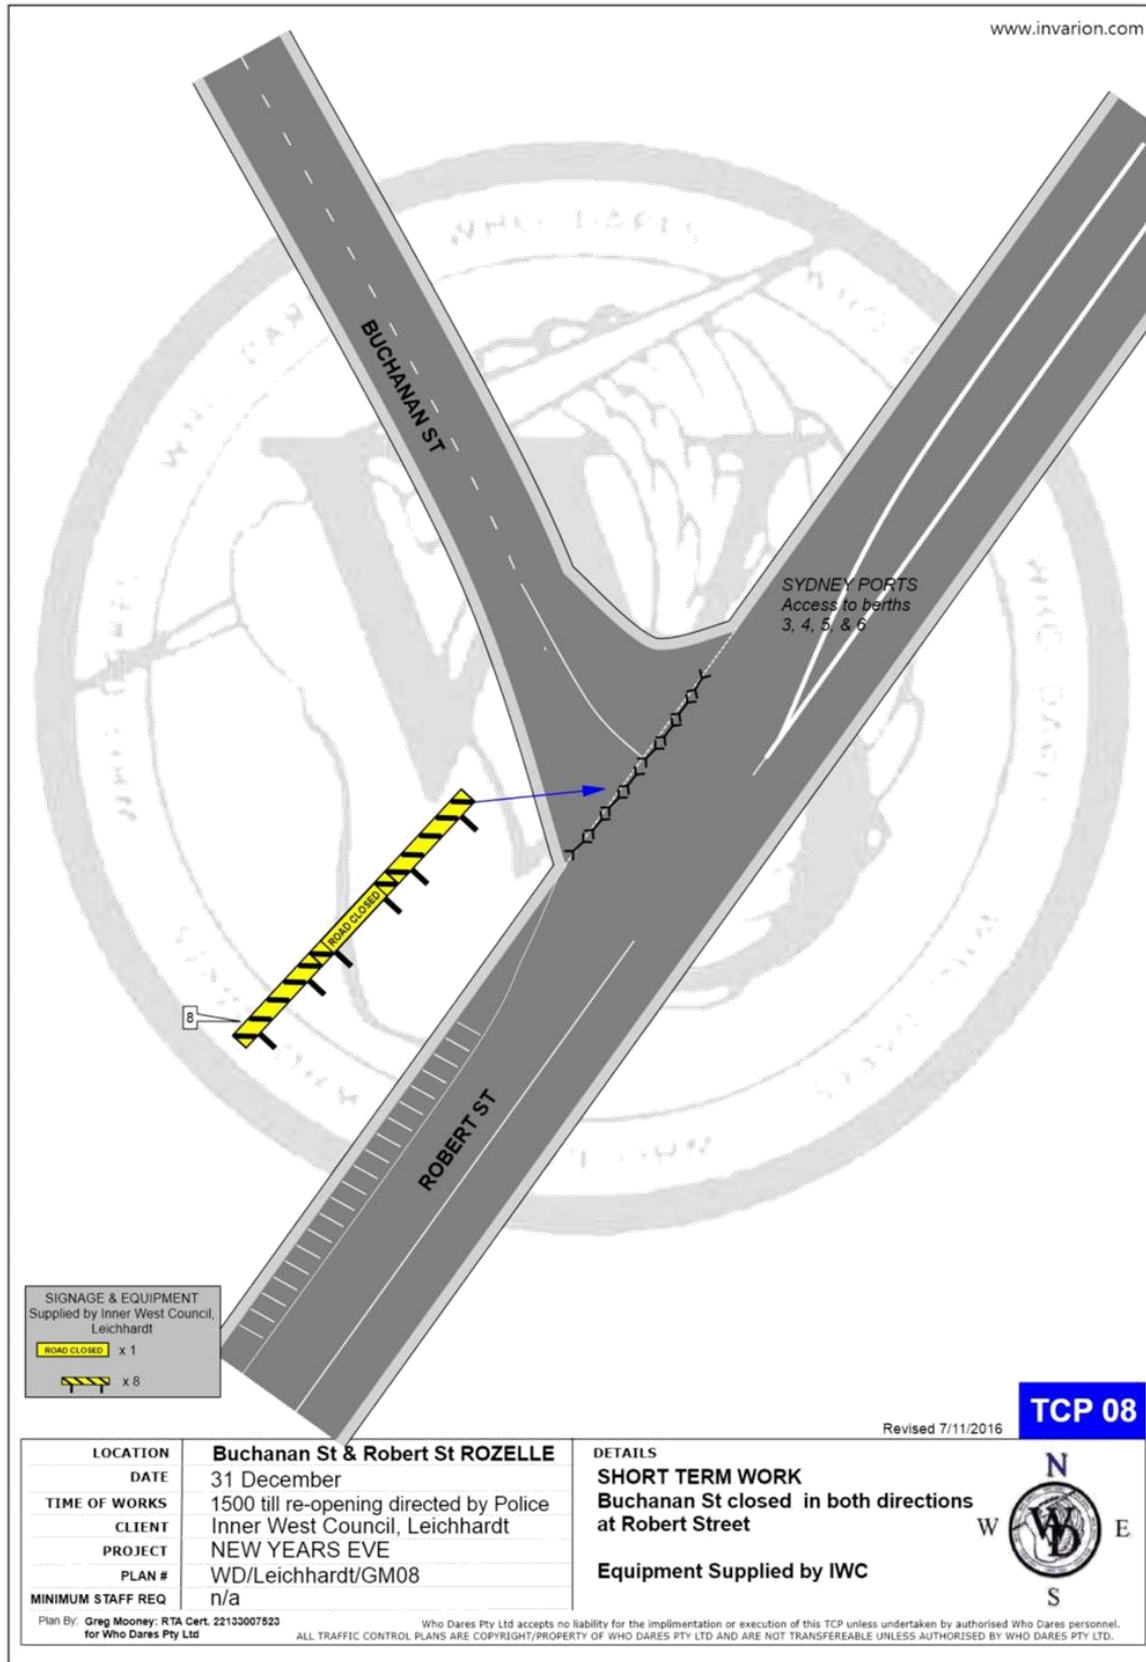 www.invarion.com
BUCHANAN ST
SYDNEY PORTS
Access to berths
3, 4, 5, & 6
ROAD CLOSED
8
ROBERT ST
SIGNAGE & EQUIPMENT
Supplied by Inner West Council,
Leichhardt
ROAD CLOSED x 1
x 8
TCP 08
Revised 7/11/2016
LOCATION Buchanan St & Robert St ROZELLE
DATE 31 December
TIME OF WORKS 1500 till re-opening directed by Police
CLIENT Inner West Council, Leichhardt
PROJECT NEW YEARS EVE
PLAN # WD/Leichhardt/GM08
MINIMUM STAFF REQ n/a
DETAILS
SHORT TERM WORK
Buchanan St closed in both directions
at Robert Street
Equipment Supplied by IWC
N
W E
S
WD
Plan By: Greg Mooney: RTA Cert. 22133007523
for Who Dares Pty Ltd
Who Dares Pty Ltd accepts no liability for the implimentation or execution of this TCP unless undertaken by authorised Who Dares personnel.
ALL TRAFFIC CONTROL PLANS ARE COPYRIGHT/PROPERTY OF WHO DARES PTY LTD AND ARE NOT TRANSFEREABLE UNLESS AUTHORISED BY WHO DARES PTY LTD.